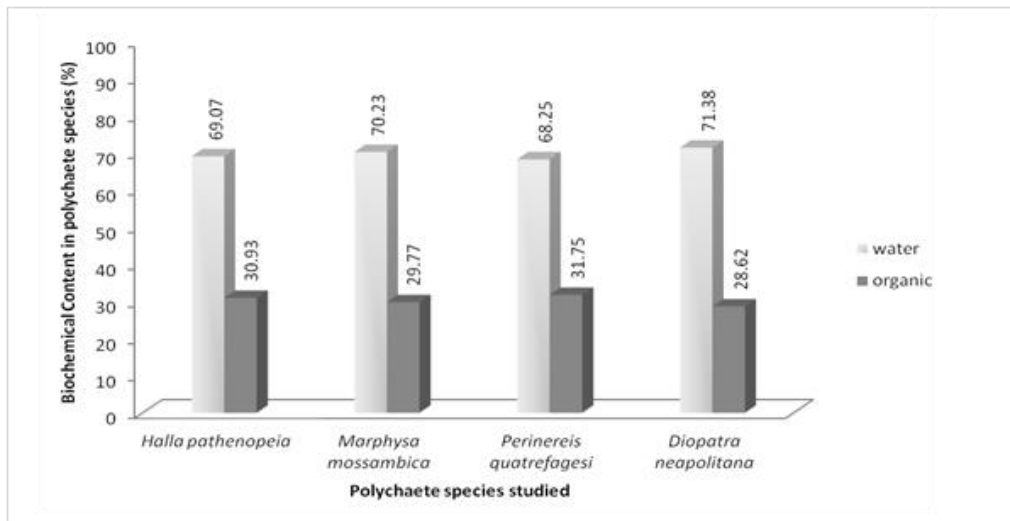 Biochemical Content in polychaete species (%)
100
90
80
70
60
50
40
30
20
10
0
69.07
30.93
70.23
29.77
68.25
31.75
71.38
28.62
water
organic
Halla pathenopeia
Marphysa
mossambica
Perinereis
quatrefagesi
Diopatra
neapolitana
Polychaete species studied